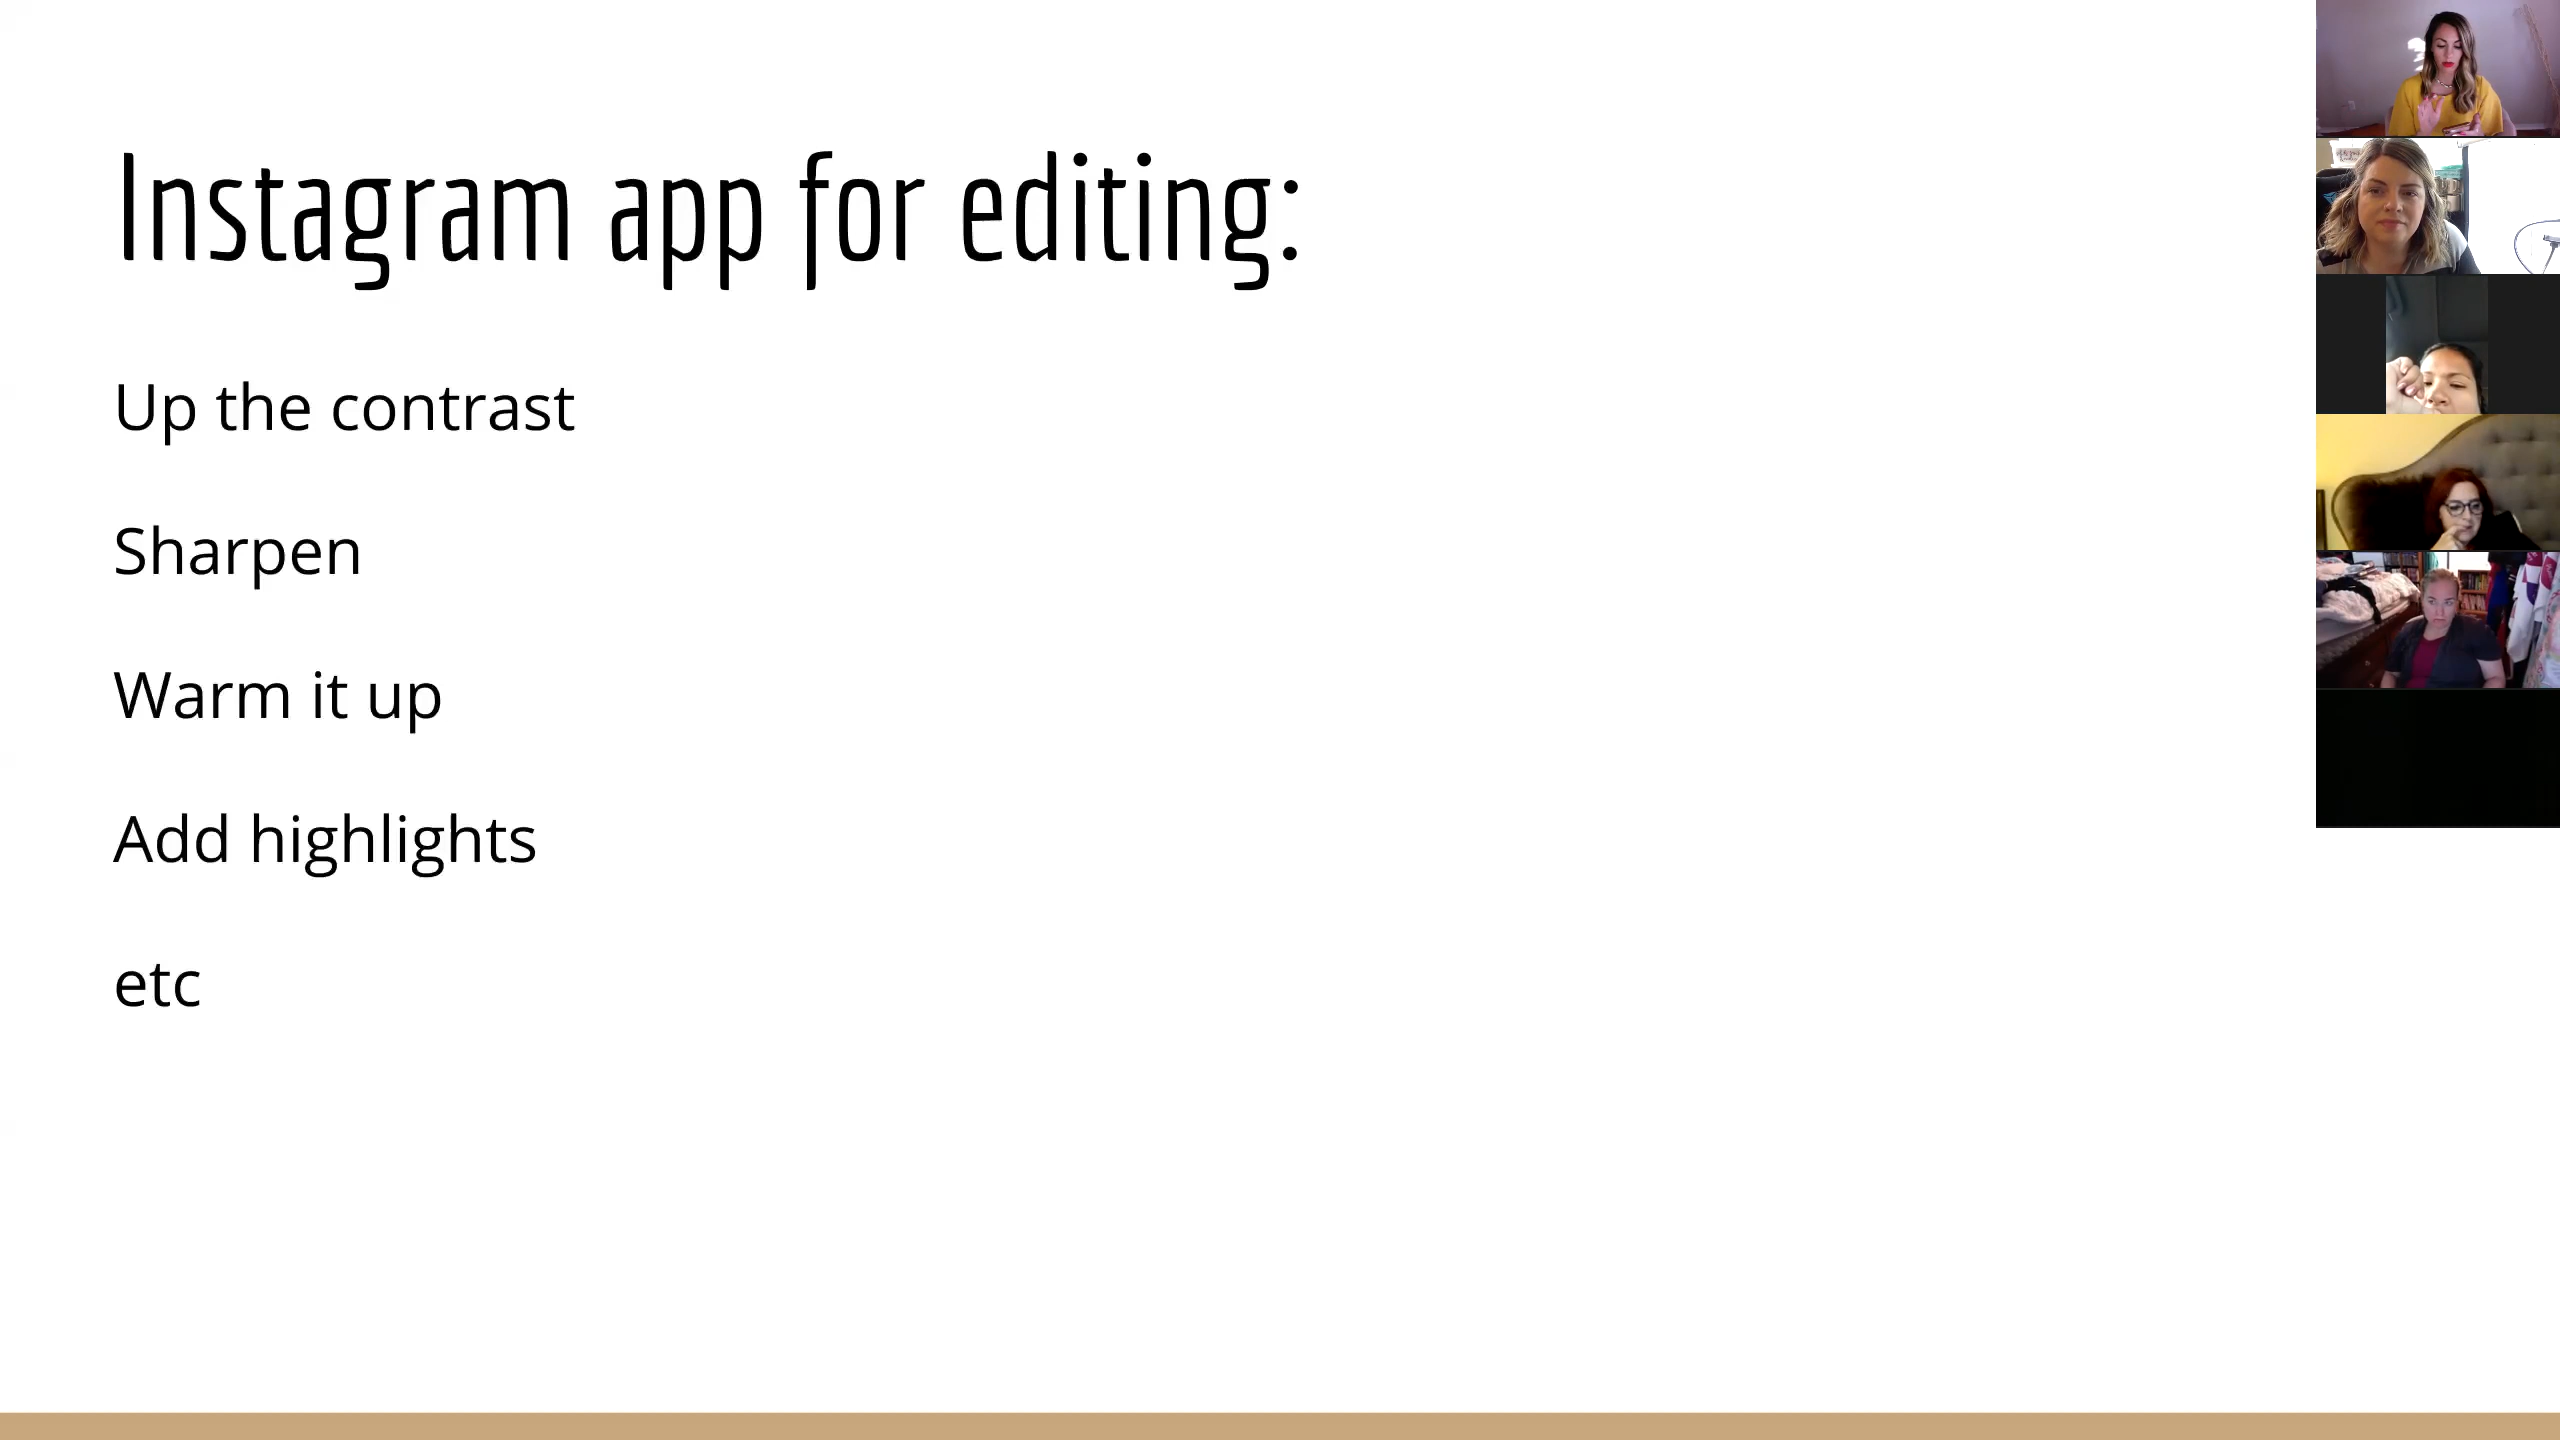 Instagram app for editing:
Up the contrast
Sharpen
Warm it up
Add highlights
etc